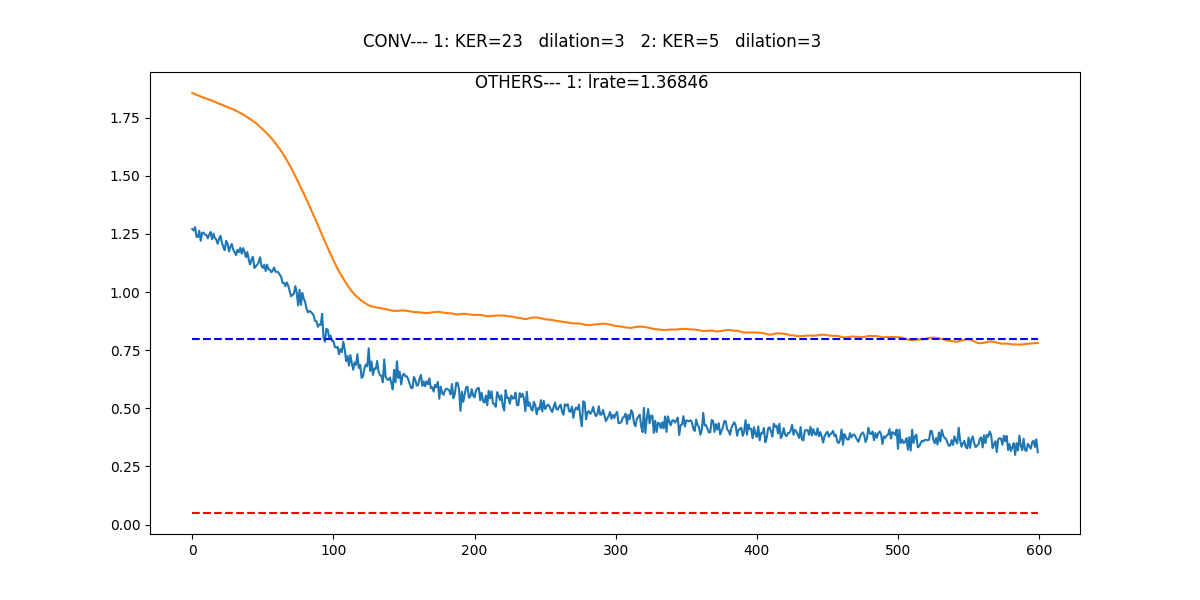 CONV--- 1: KER=23   dilation=3   2: KER=5   dilation=3
OTHERS--- 1: lrate=1.36846
1.75
1.50
1.25
1.00
0.75
0.50
0.25
0.00
0 100 200 300 400 500 600